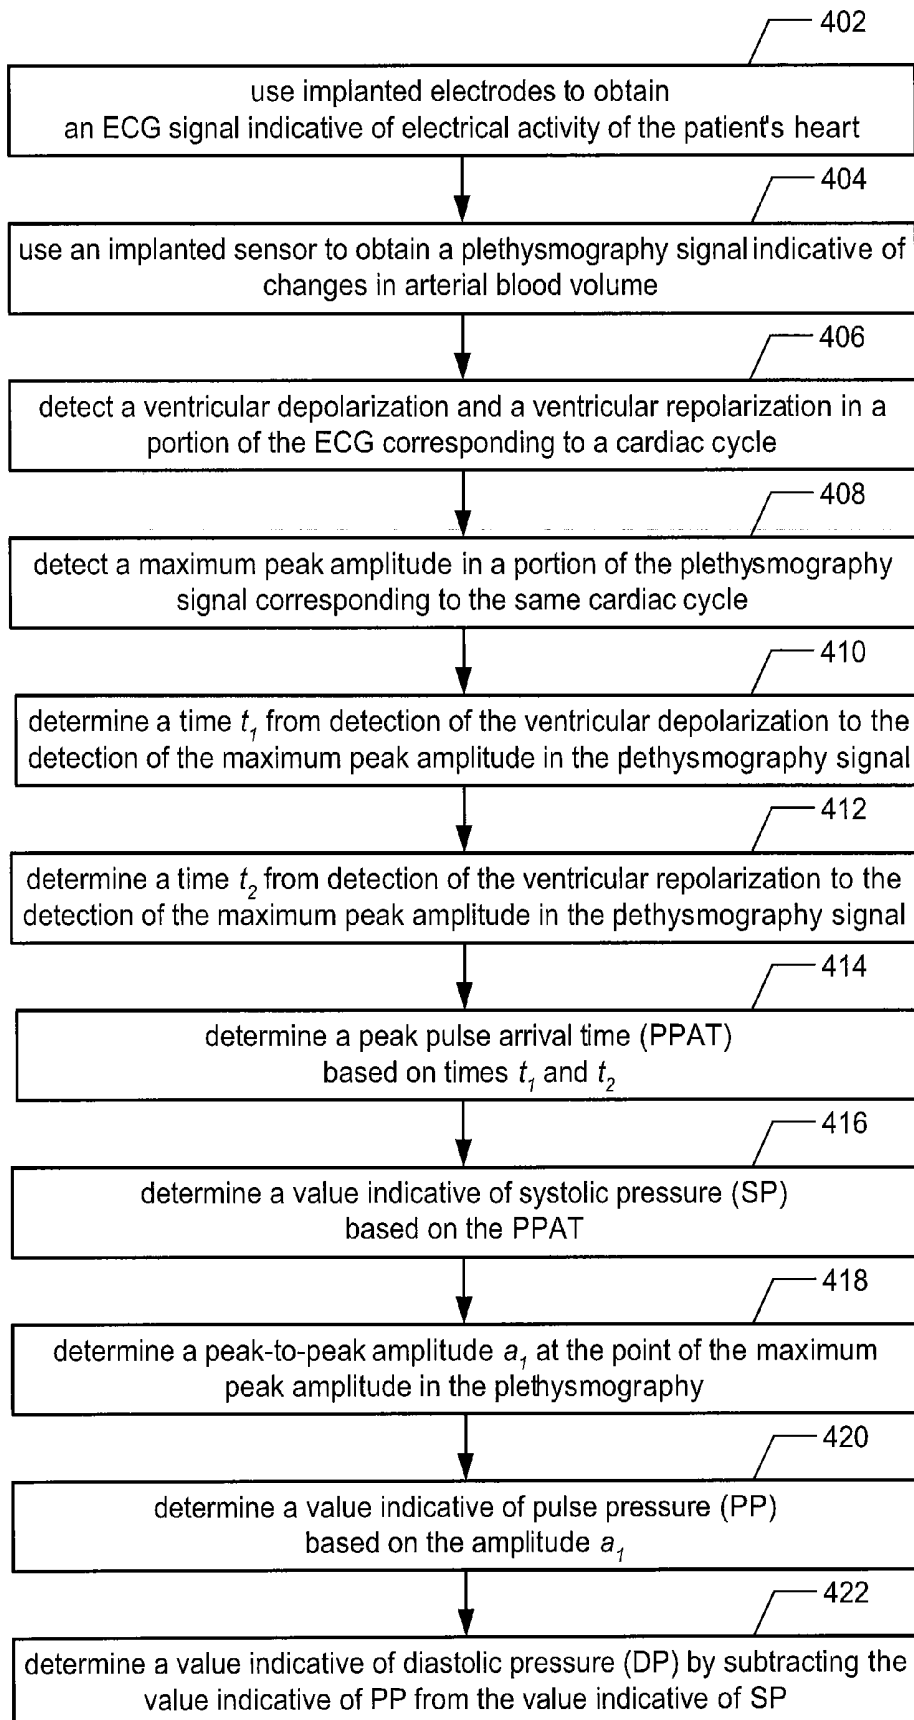 402
use implanted electrodes to obtain
an ECG signal indicative of electrical activity of the patient's heart
404
use an implanted sensor to obtain a plethysmography signal indicative of
changes in arterial blood volume
406
detect a ventricular depolarization and a ventricular repolarization in a
portion of the ECG corresponding to a cardiac cycle
408
detect a maximum peak amplitude in a portion of the plethysmography
signal corresponding to the same cardiac cycle
410
determine a time t1 from detection of the ventricular depolarization to the
detection of the maximum peak amplitude in the pethysmography signal
412
determine a time t2 from detection of the ventricular repolarization to the
detection of the maximum peak amplitude in the pethysmography signal
414
determine a peak pulse arrival time (PPAT)
based on times t1 and t2
416
determine a value indicative of systolic pressure (SP)
based on the PPAT
418
determine a peak-to-peak amplitude a1 at the point of the maximum
peak amplitude in the plethysmography
420
determine a value indicative of pulse pressure (PP)
based on the amplitude a1
422
determine a value indicative of diastolic pressure (DP) by subtracting the
value indicative of PP from the value indicative of SP